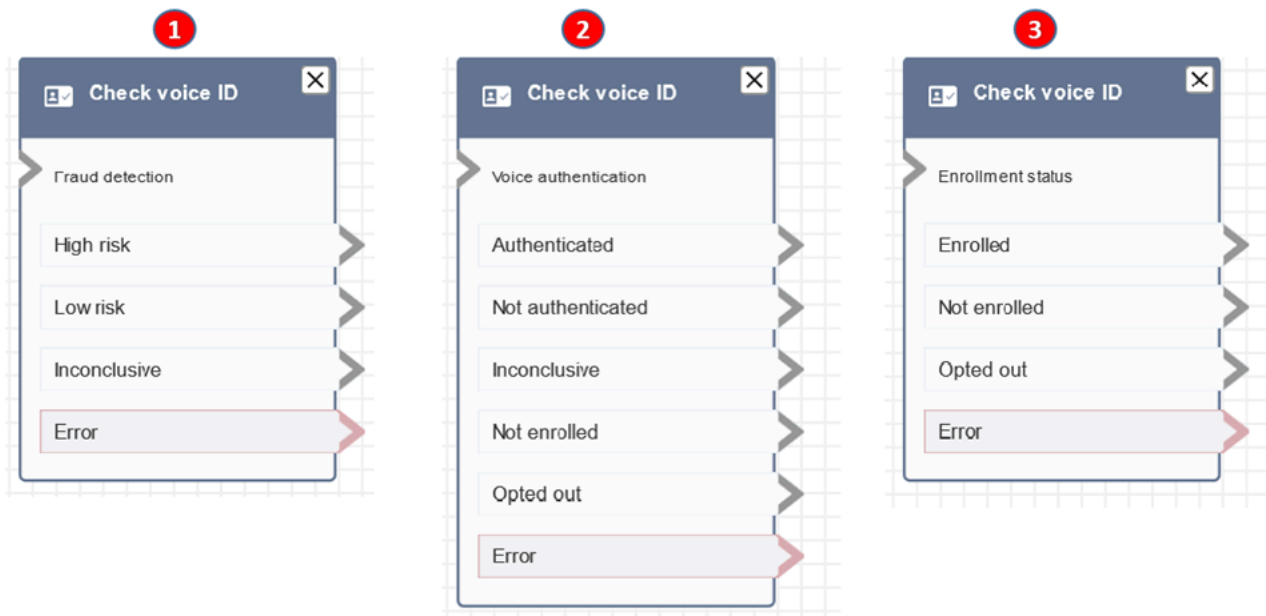 1
Check voice ID
Fraud detection
High risk
Low risk
Inconclusive
Error
2
Check voice ID
Voice authentication
Authenticated
Not authenticated
Inconclusive
Not enrolled
Opted out
Error
3
Check voice ID
Enrollment status
Enrolled
Not enrolled
Opted out
Error